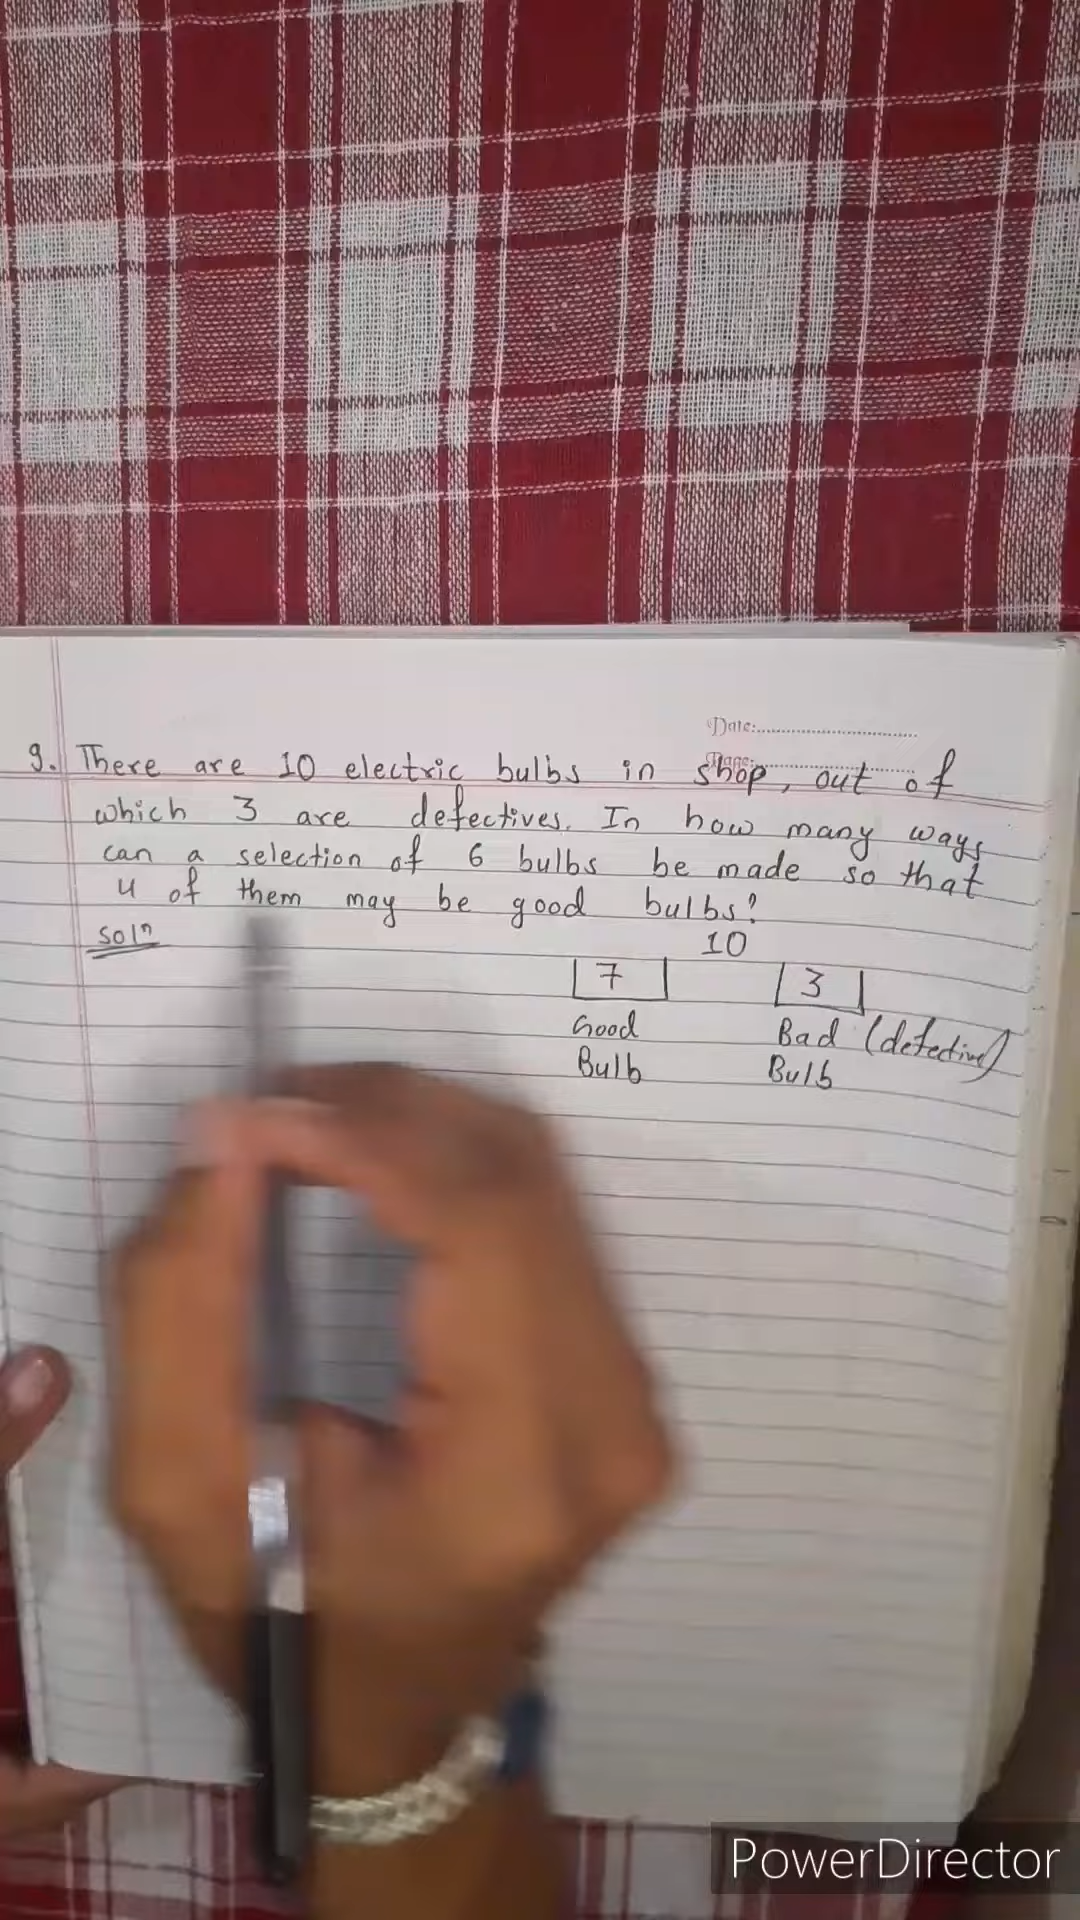 Date:
Page:
9. There are 10 electric bulbs in shop, out of
which 3 are defectives. In how many ways
can a selection of 6 bulbs be made so that
4 of them may be good bulbs?
Solⁿ
10
7 3
Good Bad (defective)
Bulb Bulb
PowerDirector